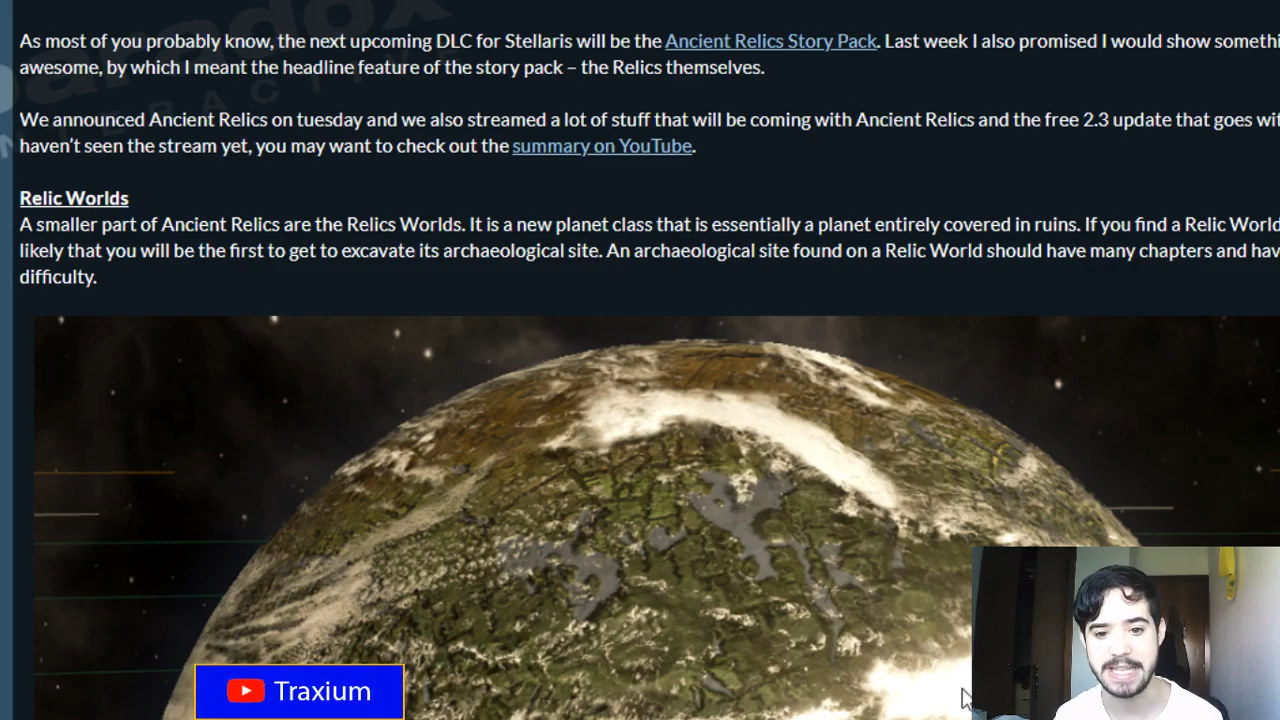 As most of you probably know, the next upcoming DLC for Stellaris will be the Ancient Relics Story Pack. Last week I also promised I would show somethi
awesome, by which I meant the headline feature of the story pack – the Relics themselves.
We announced Ancient Relics on tuesday and we also streamed a lot of stuff that will be coming with Ancient Relics and the free 2.3 update that goes wit
haven't seen the stream yet, you may want to check out the summary on YouTube.
Relic Worlds
A smaller part of Ancient Relics are the Relics Worlds. It is a new planet class that is essentially a planet entirely covered in ruins. If you find a Relic World
likely that you will be the first to get to excavate its archaeological site. An archaeological site found on a Relic World should have many chapters and hav
difficulty.
Traxium